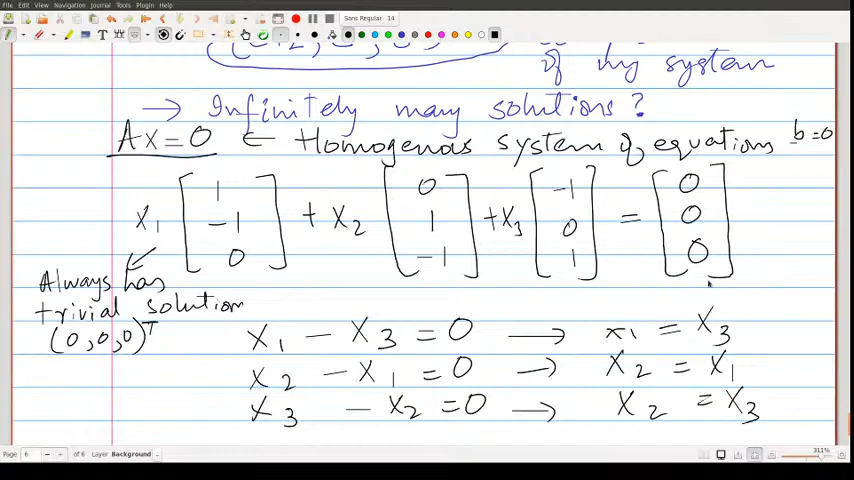 File Edit View Journal Tools Plugin Help
Sans Regular 14
of my system
→ Infinitely many solutions?
Ax=0 ← Homogenous system of equations b=0
x1 [1 -1 0] + x2 [0 1 -1] + x3 [-1 0 1] = [0 0 0]
Always has
trivial solution
(0,0,0)^T
x1 - x3 = 0 → x1 = x3
x2 - x1 = 0 → x2 = x1
x3 - x2 = 0 → x2 = x3
Page 6 of 6 Layer Background 311%